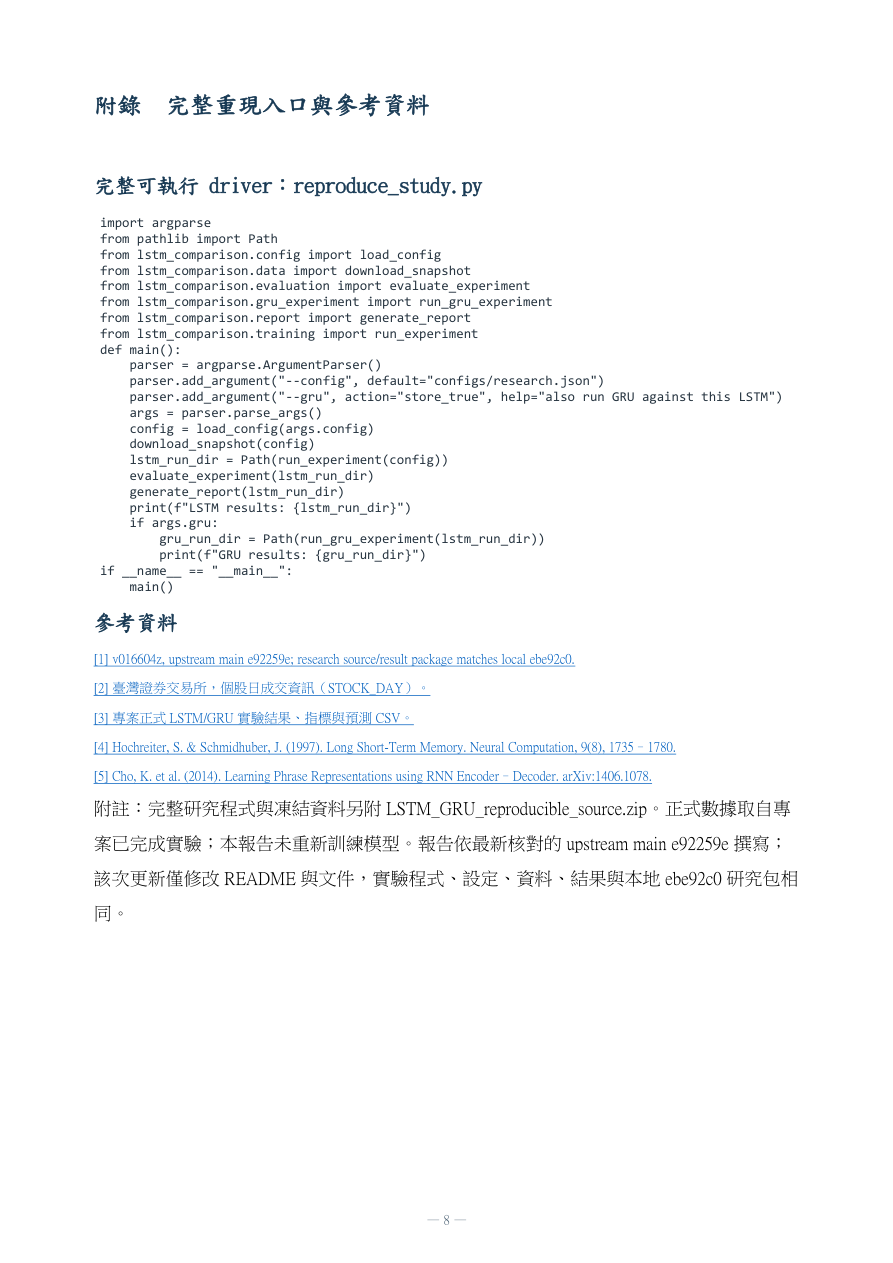 附錄　完整重現入口與參考資料
完整可執行 driver：reproduce_study.py
import argparse
from pathlib import Path
from lstm_comparison.config import load_config
from lstm_comparison.data import download_snapshot
from lstm_comparison.evaluation import evaluate_experiment
from lstm_comparison.gru_experiment import run_gru_experiment
from lstm_comparison.report import generate_report
from lstm_comparison.training import run_experiment
def main():
    parser = argparse.ArgumentParser()
    parser.add_argument("--config", default="configs/research.json")
    parser.add_argument("--gru", action="store_true", help="also run GRU against this LSTM")
    args = parser.parse_args()
    config = load_config(args.config)
    download_snapshot(config)
    lstm_run_dir = Path(run_experiment(config))
    evaluate_experiment(lstm_run_dir)
    generate_report(lstm_run_dir)
    print(f"LSTM results: {lstm_run_dir}")
    if args.gru:
        gru_run_dir = Path(run_gru_experiment(lstm_run_dir))
        print(f"GRU results: {gru_run_dir}")
if __name__ == "__main__":
    main()
參考資料
[1] v016604z, upstream main e92259e; research source/result package matches local ebe92c0.
[2] 臺灣證券交易所，個股日成交資訊（STOCK_DAY）。
[3] 專案正式 LSTM/GRU 實驗結果、指標與預測 CSV。
[4] Hochreiter, S. & Schmidhuber, J. (1997). Long Short-Term Memory. Neural Computation, 9(8), 1735–1780.
[5] Cho, K. et al. (2014). Learning Phrase Representations using RNN Encoder–Decoder. arXiv:1406.1078.
附註：完整研究程式與凍結資料另附 LSTM_GRU_reproducible_source.zip。正式數據取自專
案已完成實驗；本報告未重新訓練模型。報告依最新核對的 upstream main e92259e 撰寫；
該次更新僅修改 README 與文件，實驗程式、設定、資料、結果與本地 ebe92c0 研究包相
同。
— 8 —